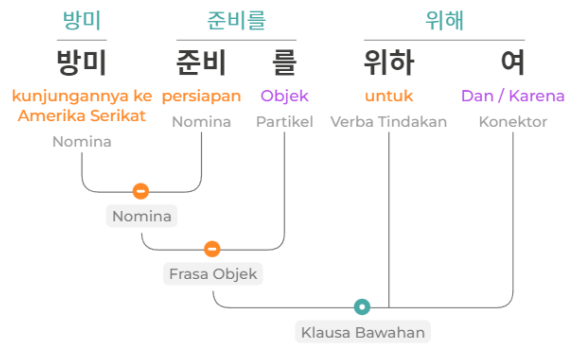 방미 준비를 위해
방미 준비 를 위하 여
kunjungannya ke persiapan Objek untuk Dan / Karena
Amerika Serikat
Nomina Partikel Verba Tindakan Konektor
Nomina
Nomina
Frasa Objek
Klausa Bawahan